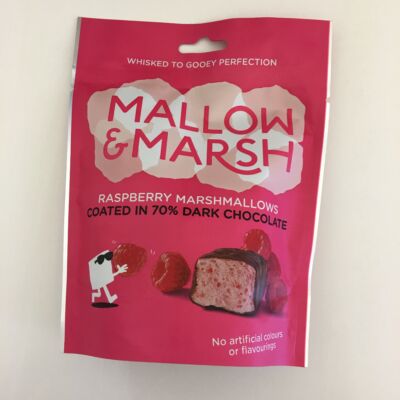 WHISKED TO GOOEY PERFECTION
MALLOW
& MARSH
RASPBERRY MARSHMALLOWS
COATED IN 70% DARK CHOCOLATE
No artificial colours
or flavourings